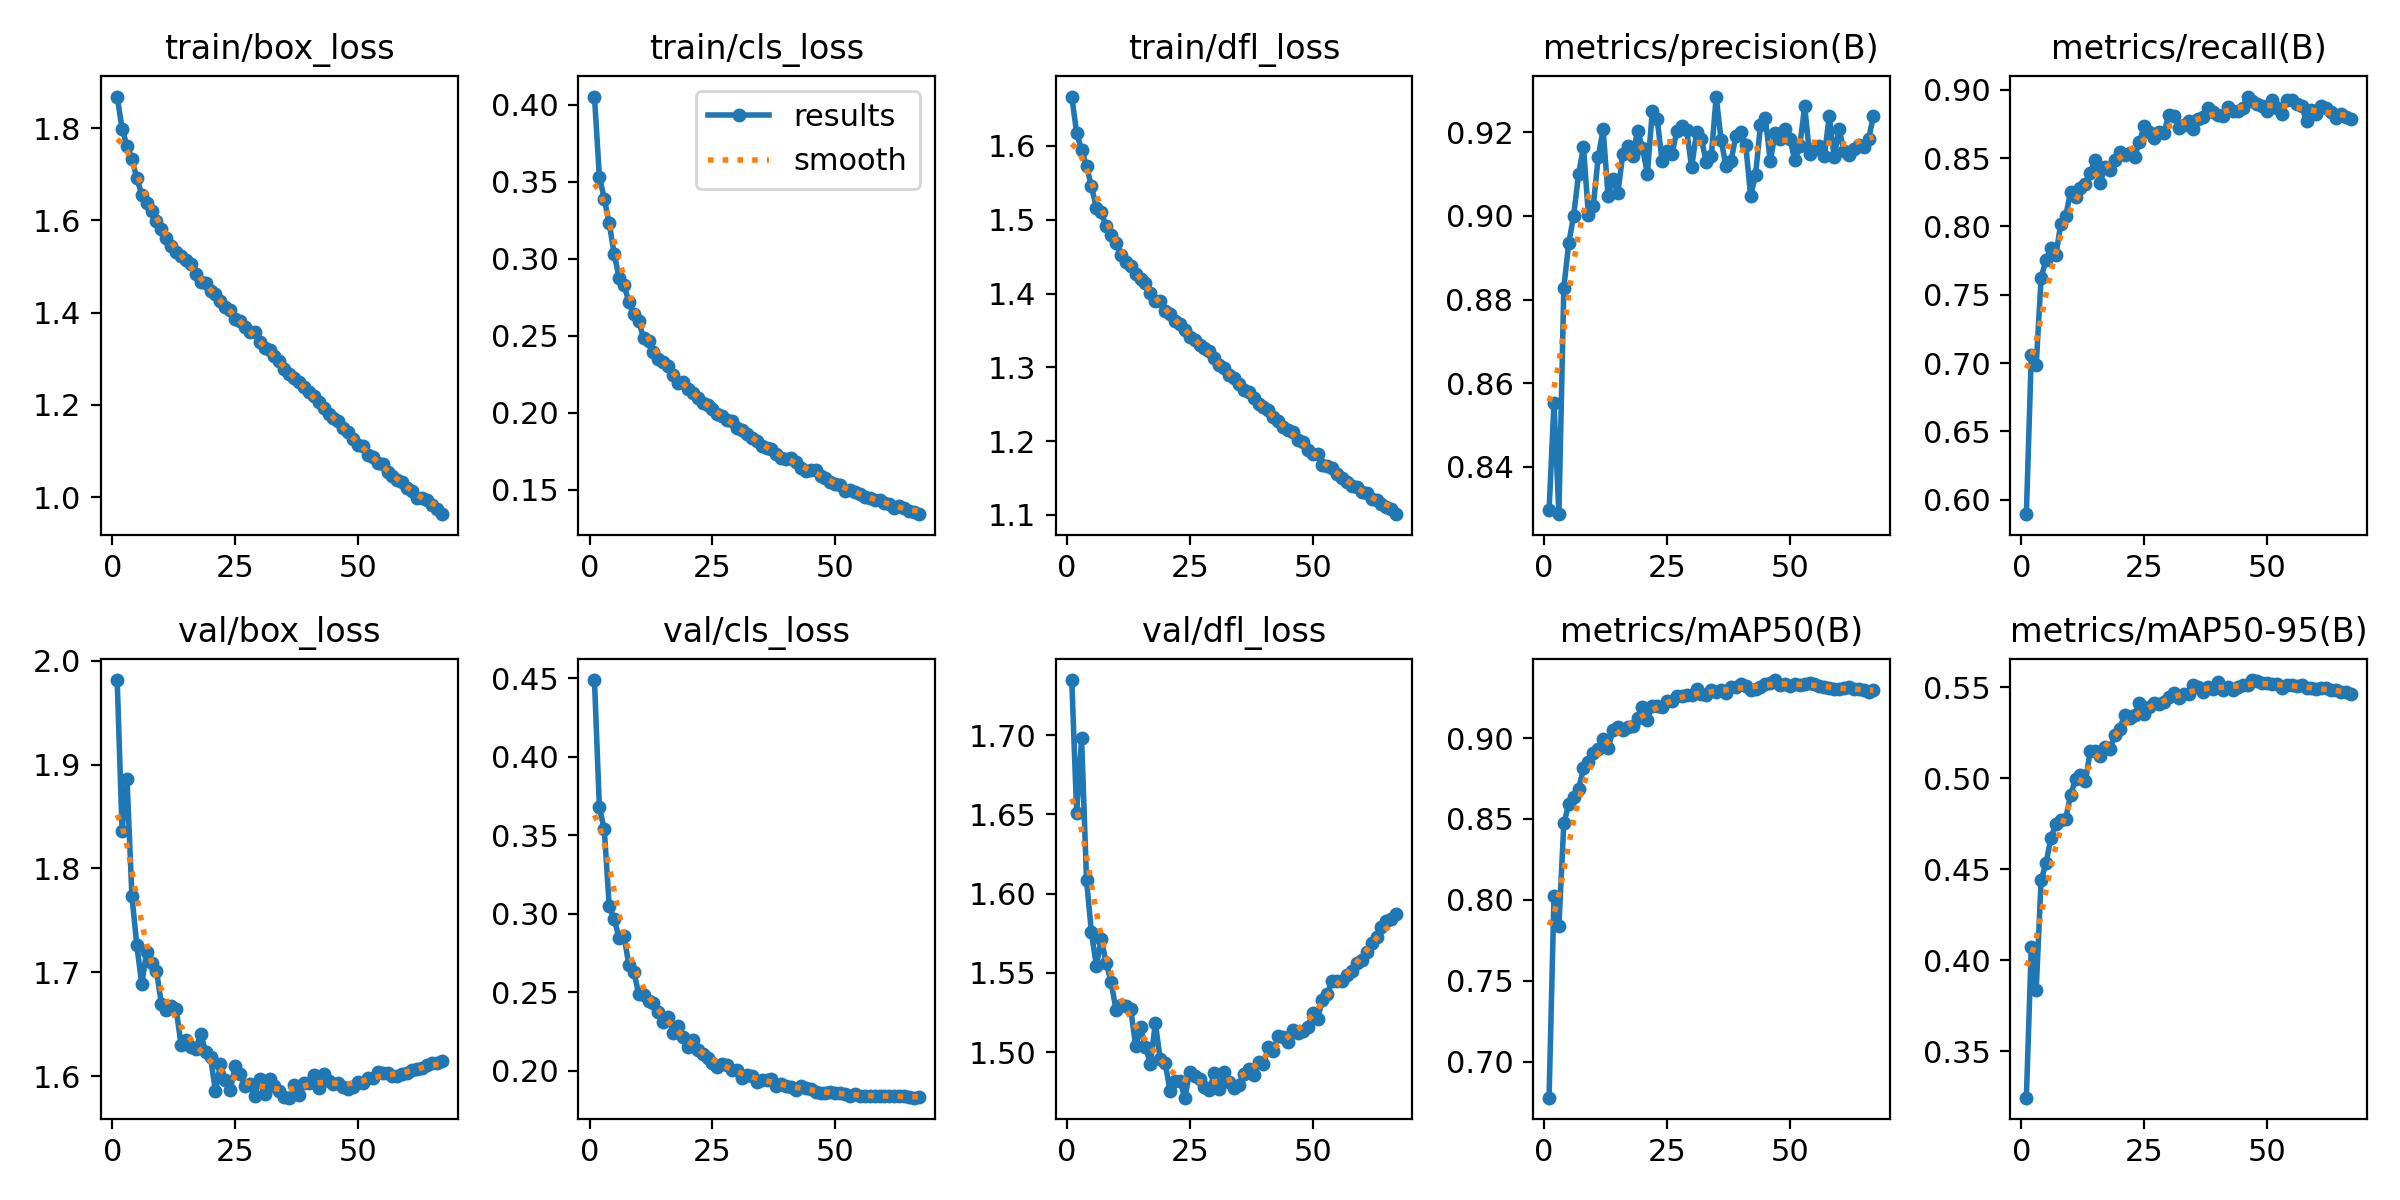 train/box_loss
1.8
1.6
1.4
1.2
1.0
0 25 50
train/cls_loss
results
smooth
0.40
0.35
0.30
0.25
0.20
0.15
0 25 50
train/dfl_loss
1.6
1.5
1.4
1.3
1.2
1.1
0 25 50
metrics/precision(B)
0.92
0.90
0.88
0.86
0.84
0 25 50
metrics/recall(B)
0.90
0.85
0.80
0.75
0.70
0.65
0.60
0 25 50
val/box_loss
2.0
1.9
1.8
1.7
1.6
0 25 50
val/cls_loss
0.45
0.40
0.35
0.30
0.25
0.20
0 25 50
val/dfl_loss
1.70
1.65
1.60
1.55
1.50
0 25 50
metrics/mAP50(B)
0.90
0.85
0.80
0.75
0.70
0 25 50
metrics/mAP50-95(B)
0.55
0.50
0.45
0.40
0.35
0 25 50